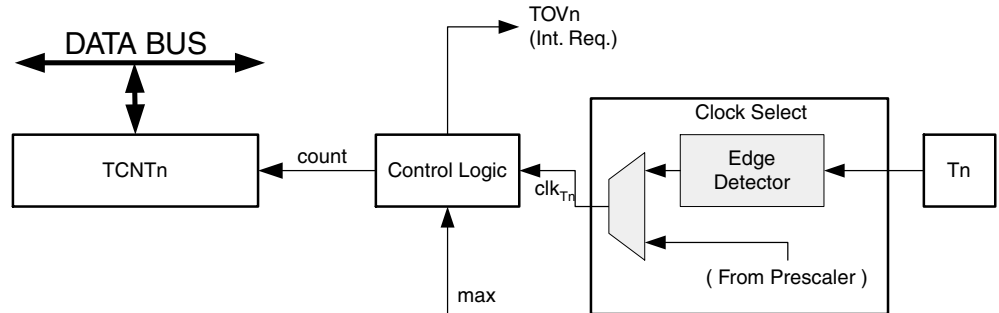 TOVn
(Int. Req.)
DATA BUS
Clock Select
TCNTn
count
Control Logic
clkTn
Edge
Detector
Tn
( From Prescaler )
max